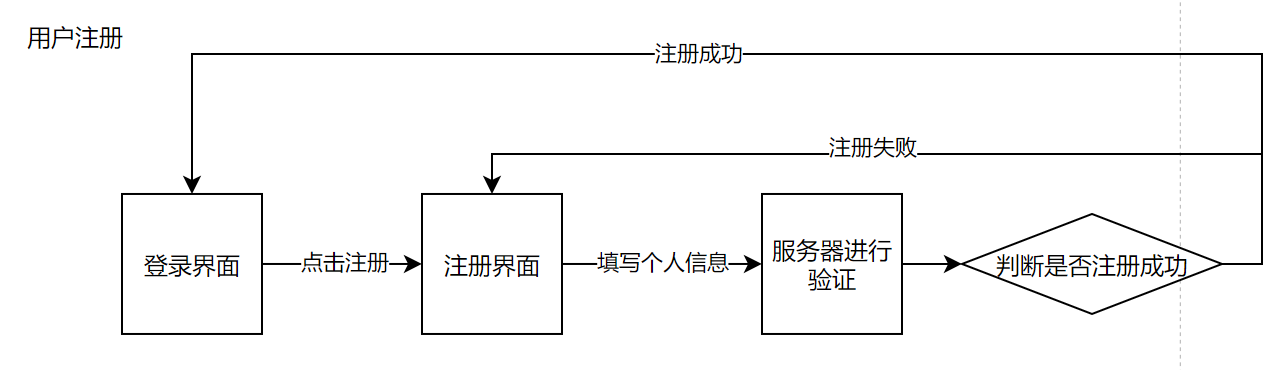 用户注册
注册成功
注册失败
登录界面
点击注册
注册界面
填写个人信息
服务器进行
验证
判断是否注册成功